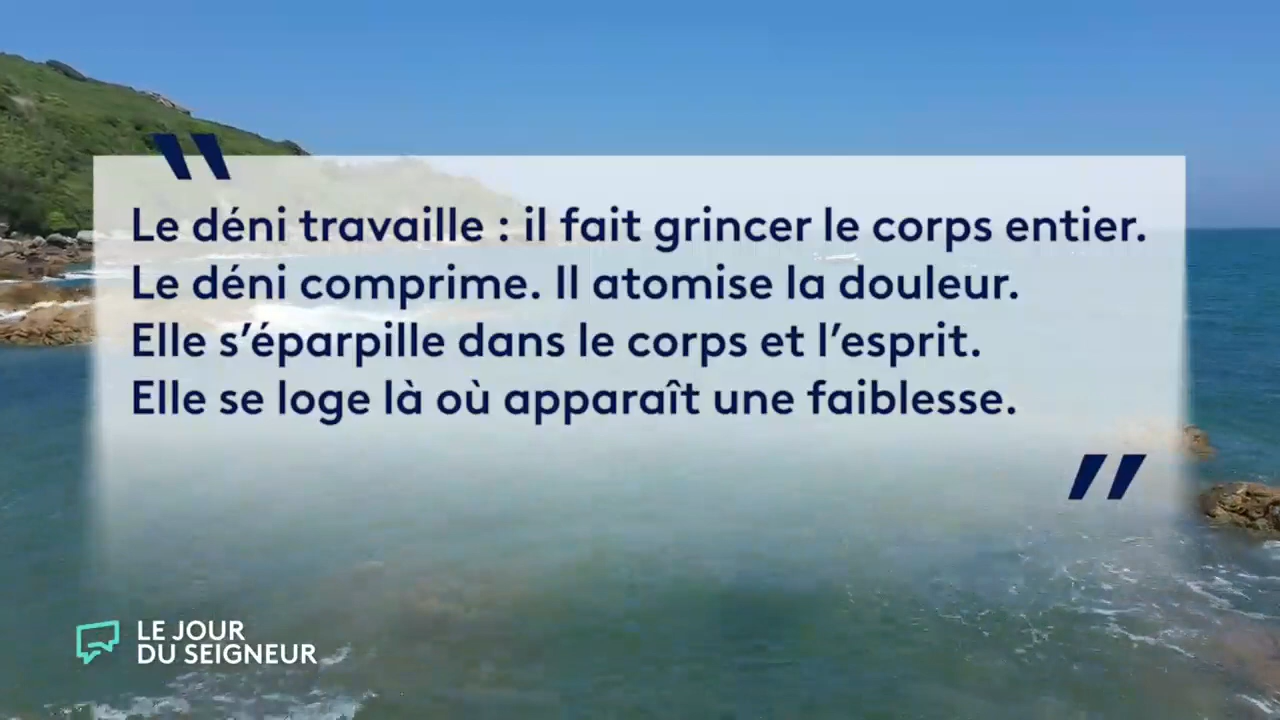 Le déni travaille : il fait grincer le corps entier.
Le déni comprime. Il atomise la douleur.
Elle s’éparpille dans le corps et l’esprit.
Elle se loge là où apparaît une faiblesse.
LE JOUR
DU SEIGNEUR